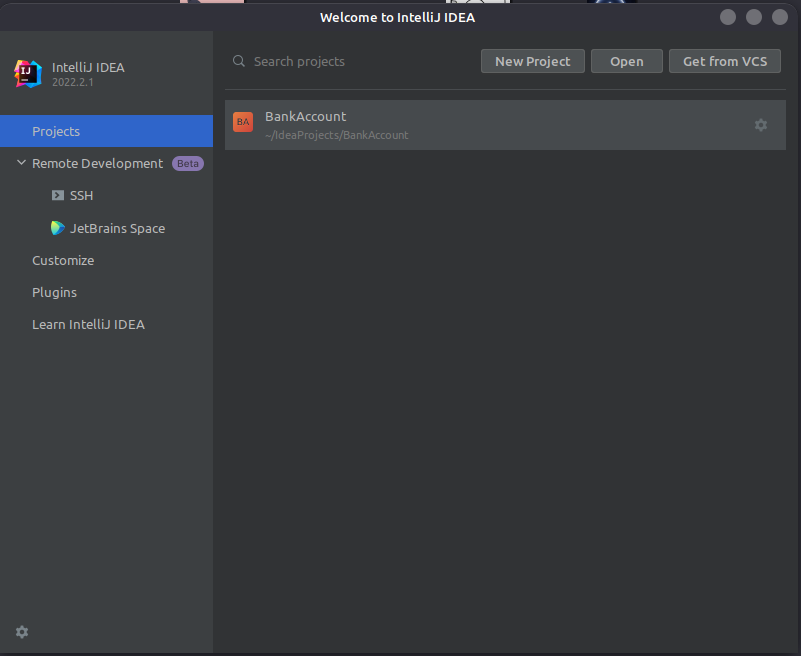 Welcome to IntelliJ IDEA
IJ
IntelliJ IDEA
2022.2.1
Search projects
New Project
Open
Get from VCS
Projects
BA
BankAccount
~/IdeaProjects/BankAccount
Remote Development
Beta
SSH
JetBrains Space
Customize
Plugins
Learn IntelliJ IDEA